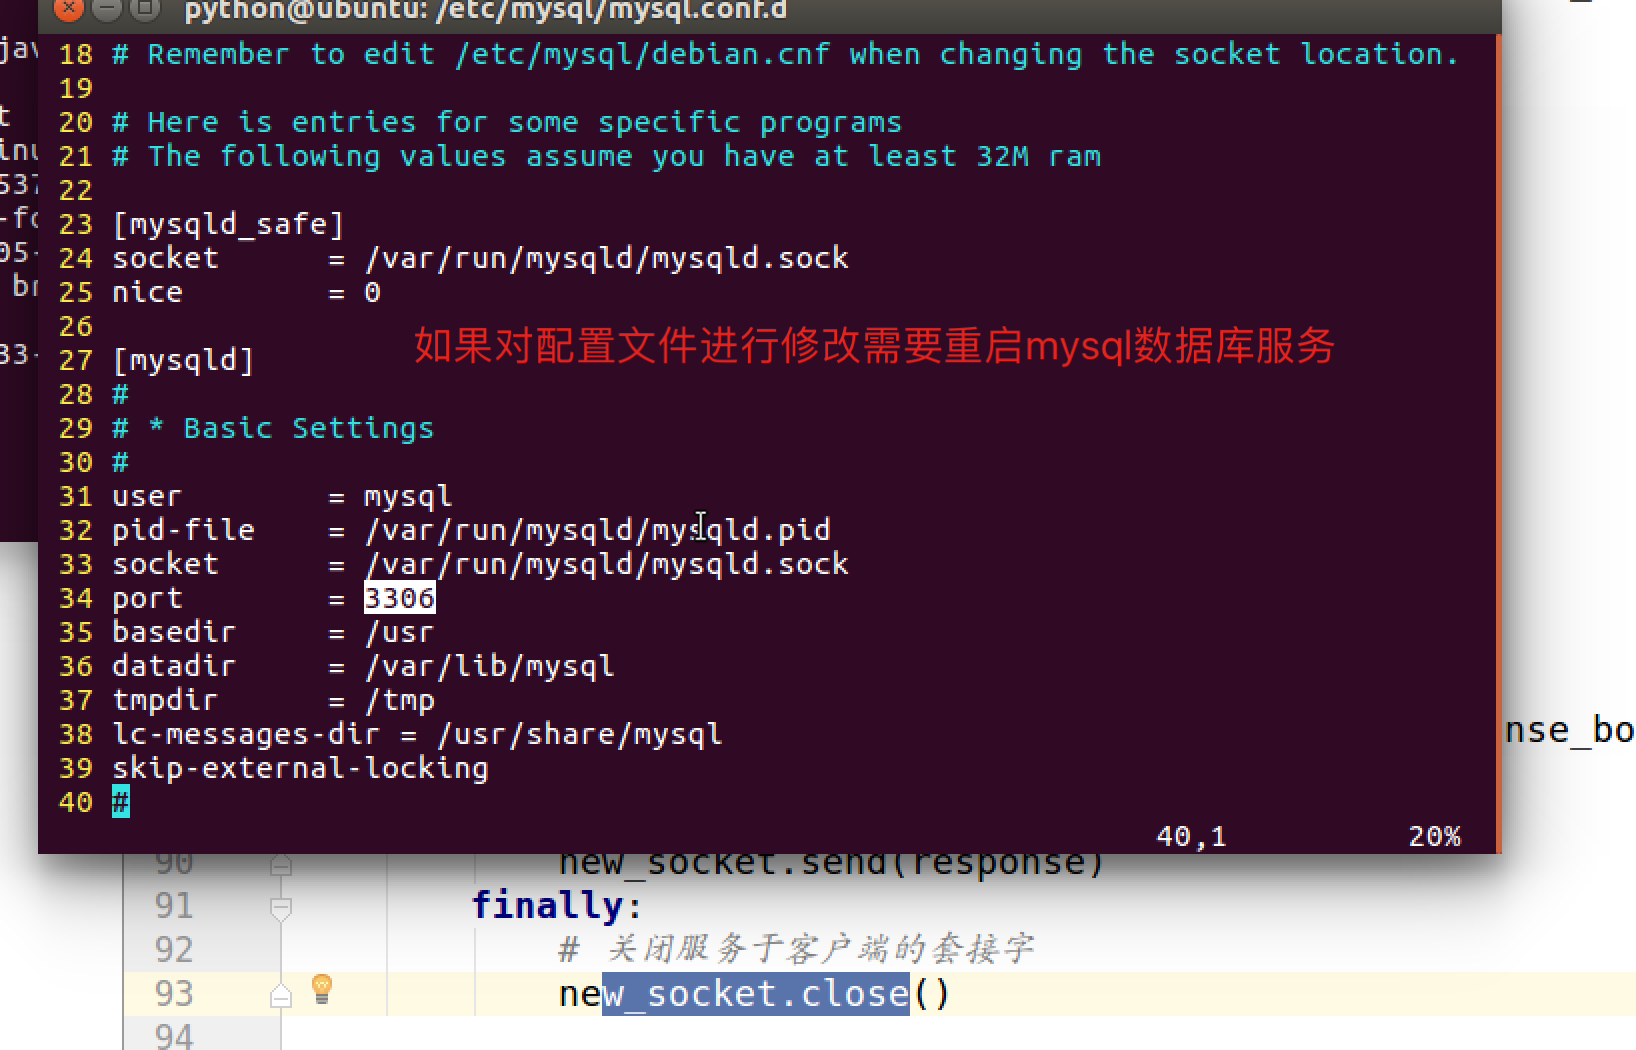 python@ubuntu: /etc/mysql/mysql.conf.d
18 # Remember to edit /etc/mysql/debian.cnf when changing the socket location.
19
20 # Here is entries for some specific programs
21 # The following values assume you have at least 32M ram
22
23 [mysqld_safe]
24 socket = /var/run/mysqld/mysqld.sock
25 nice = 0
26
如果对配置文件进行修改需要重启mysql数据库服务
27 [mysqld]
28 #
29 # * Basic Settings
30 #
31 user = mysql
32 pid-file = /var/run/mysqld/mysqld.pid
33 socket = /var/run/mysqld/mysqld.sock
34 port = 3306
35 basedir = /usr
36 datadir = /var/lib/mysql
37 tmpdir = /tmp
38 lc-messages-dir = /usr/share/mysql
39 skip-external-locking
40 #
40,1 20%
nse_bo
90 new_socket.send(response)
91 finally:
92 # 关闭服务于客户端的套接字
93 new_socket.close()
94